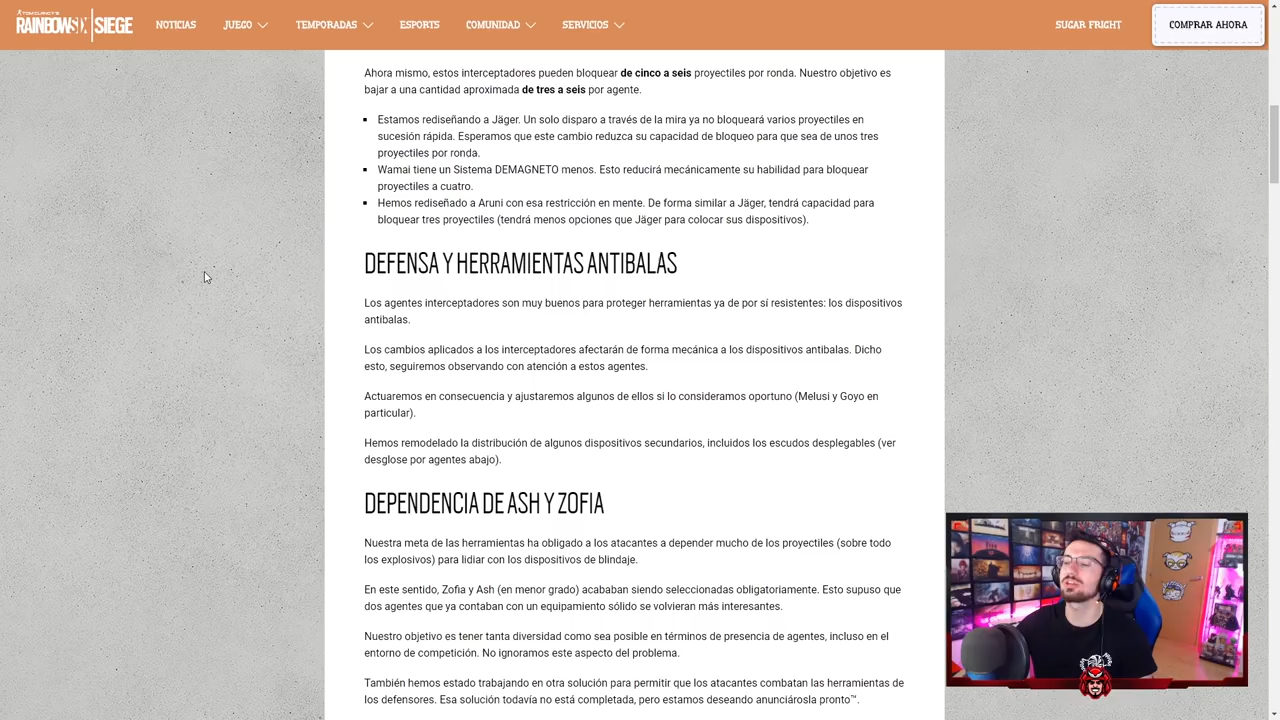 TOM CLANCY'S
RAINBOW SIX | SIEGE
NOTICIAS
JUEGO
TEMPORADAS
ESPORTS
COMUNIDAD
SERVICIOS
SUGAR FRIGHT
COMPRAR AHORA
Ahora mismo, estos interceptadores pueden bloquear de cinco a seis proyectiles por ronda. Nuestro objetivo es
bajar a una cantidad aproximada de tres a seis por agente.
▪ Estamos rediseñando a Jäger. Un solo disparo a través de la mira ya no bloqueará varios proyectiles en
sucesión rápida. Esperamos que este cambio reduzca su capacidad de bloqueo para que sea de unos tres
proyectiles por ronda.
▪ Wamai tiene un Sistema DEMAGNETO menos. Esto reducirá mecánicamente su habilidad para bloquear
proyectiles a cuatro.
▪ Hemos rediseñado a Aruni con esa restricción en mente. De forma similar a Jäger, tendrá capacidad para
bloquear tres proyectiles (tendrá menos opciones que Jäger para colocar sus dispositivos).
DEFENSA Y HERRAMIENTAS ANTIBALAS
Los agentes interceptadores son muy buenos para proteger herramientas ya de por sí resistentes: los dispositivos
antibalas.
Los cambios aplicados a los interceptadores afectarán de forma mecánica a los dispositivos antibalas. Dicho
esto, seguiremos observando con atención a estos agentes.
Actuaremos en consecuencia y ajustaremos algunos de ellos si lo consideramos oportuno (Melusi y Goyo en
particular).
Hemos remodelado la distribución de algunos dispositivos secundarios, incluidos los escudos desplegables (ver
desglose por agentes abajo).
DEPENDENCIA DE ASH Y ZOFIA
Nuestra meta de las herramientas ha obligado a los atacantes a depender mucho de los proyectiles (sobre todo
los explosivos) para lidiar con los dispositivos de blindaje.
En este sentido, Zofia y Ash (en menor grado) acababan siendo seleccionadas obligatoriamente. Esto supuso que
dos agentes que ya contaban con un equipamiento sólido se volvieran más interesantes.
Nuestro objetivo es tener tanta diversidad como sea posible en términos de presencia de agentes, incluso en el
entorno de competición. No ignoramos este aspecto del problema.
También hemos estado trabajando en otra solución para permitir que los atacantes combatan las herramientas de
los defensores. Esa solución todavía no está completada, pero estamos deseando anunciárosla pronto™.